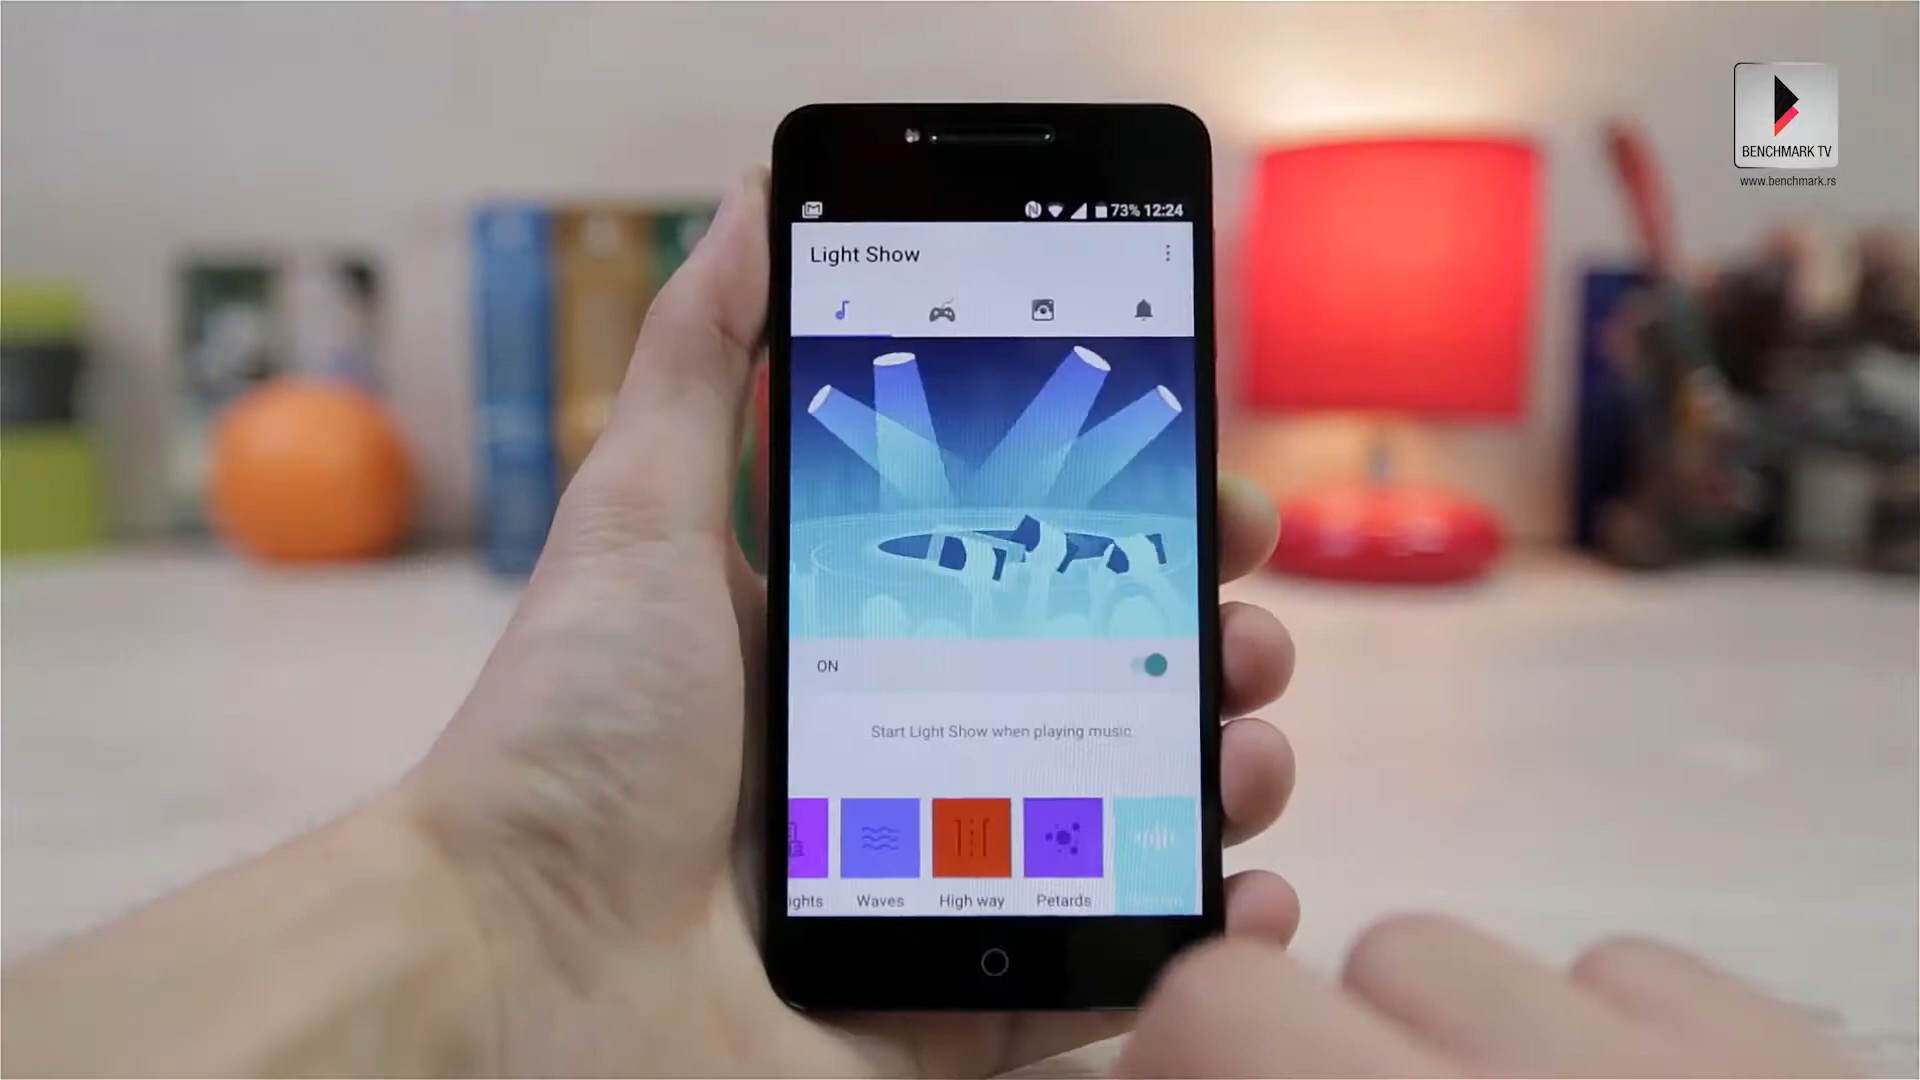 BENCHMARK TV
www.benchmark.rs
73% 12:24
Light Show
ON
Start Light Show when playing music.
ights
Waves
High way
Petards